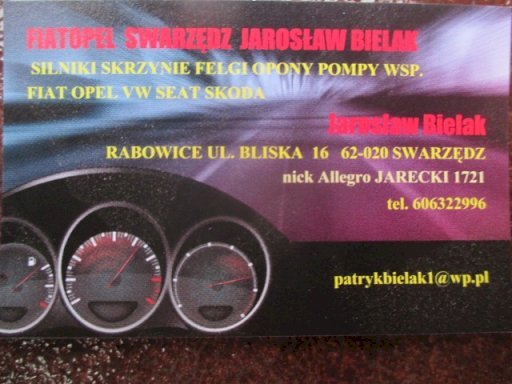 FIATOPEL SWARZĘDZ JAROSŁAW BIELAK
SILNIKI SKRZYNIE FELGI OPONY POMPY WSP.
FIAT OPEL VW SEAT SKODA
Jarosław Bielak
RABOWICE UL. BLISKA 16 62-020 SWARZĘDZ
nick Allegro JARECKI 1721
tel. 606322996
patrykbielak1@wp.pl